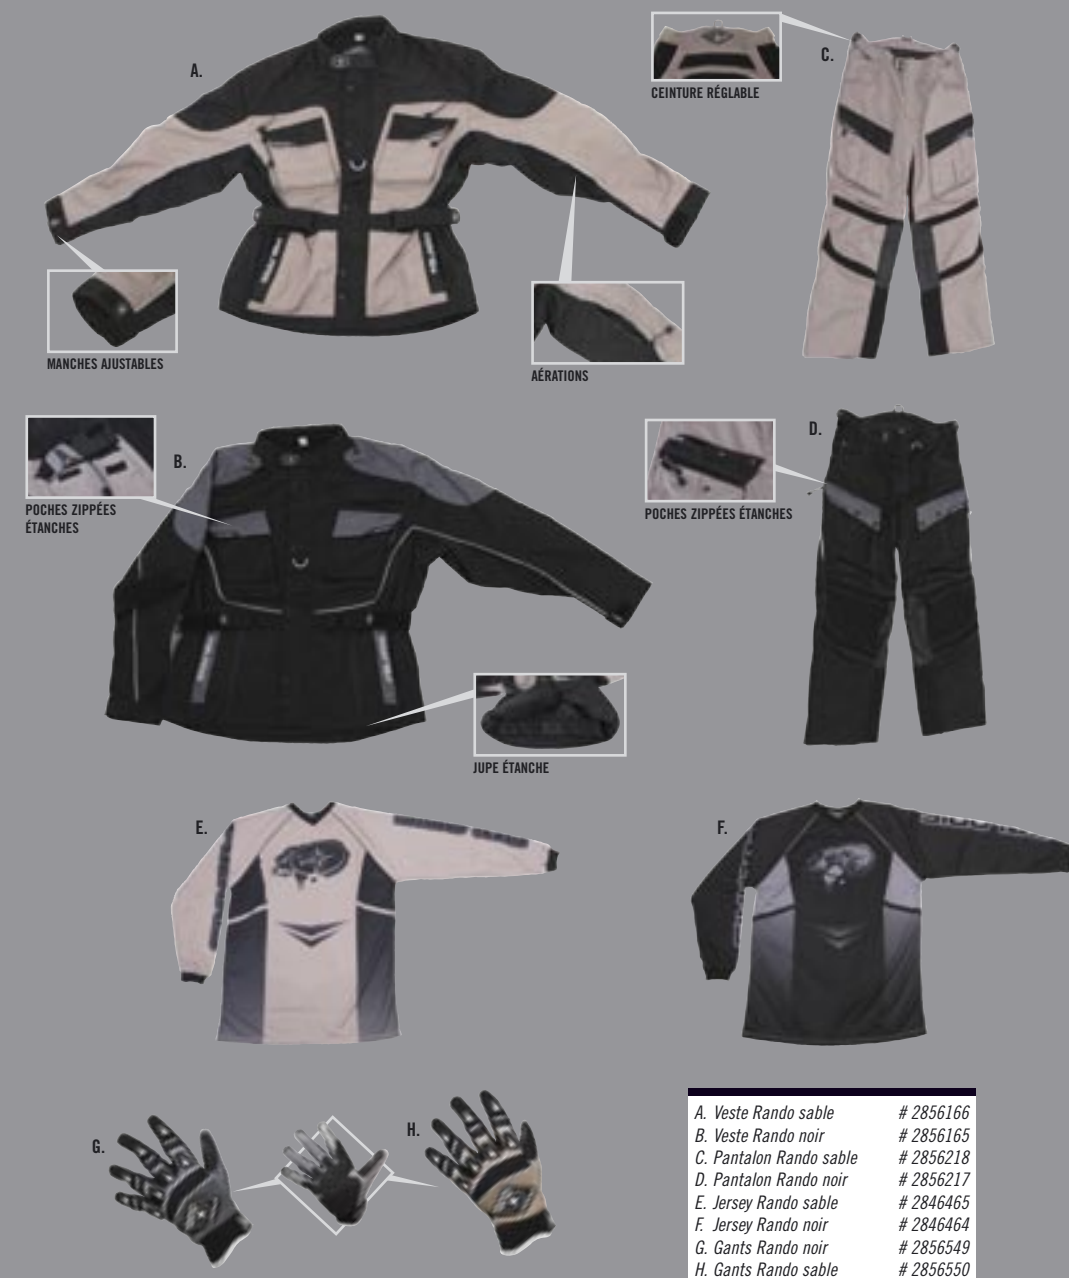 A.
CEINTURE RÉGLABLE
C.
MANCHES AJUSTABLES
AÉRATIONS
B.
POCHES ZIPPÉES
ÉTANCHES
D.
POCHES ZIPPÉES ÉTANCHES
JUPE ÉTANCHE
E.
F.
G.
H.
A. Veste Rando sable # 2856166
B. Veste Rando noir # 2856165
C. Pantalon Rando sable # 2856218
D. Pantalon Rando noir # 2856217
E. Jersey Rando sable # 2846465
F. Jersey Rando noir # 2846464
G. Gants Rando noir # 2856549
H. Gants Rando sable # 2856550